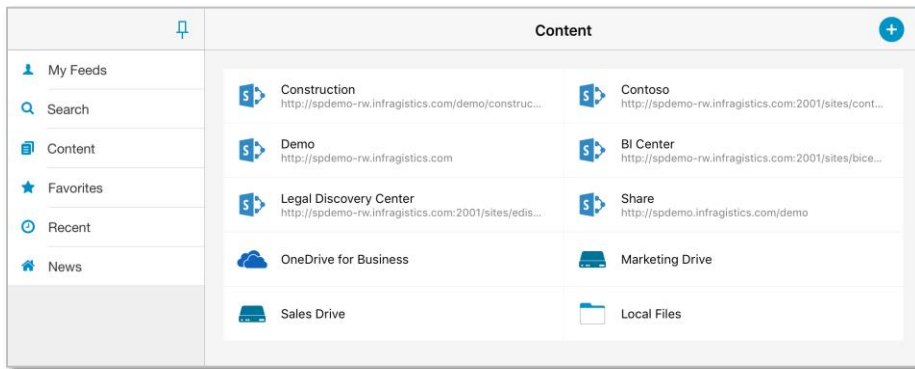 Content
My Feeds
Search
Content
Favorites
Recent
News
Construction
http://spdemo-rw.infragistics.com/demo/construc...
Contoso
http://spdemo-rw.infragistics.com:2001/sites/cont...
Demo
http://spdemo-rw.infragistics.com
BI Center
http://spdemo-rw.infragistics.com:2001/sites/bice...
Legal Discovery Center
http://spdemo-rw.infragistics.com:2001/sites/edis...
Share
http://spdemo.infragistics.com/demo
OneDrive for Business
Marketing Drive
Sales Drive
Local Files